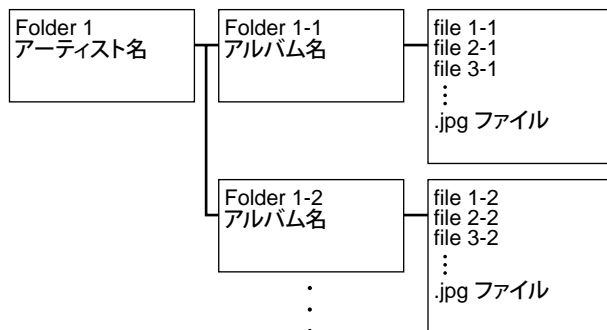 Folder 1
アーティスト名
Folder 1-1
アルバム名
file 1-1
file 2-1
file 3-1
⋮
.jpg ファイル
Folder 1-2
アルバム名
file 1-2
file 2-2
file 3-2
⋮
.jpg ファイル
⋮